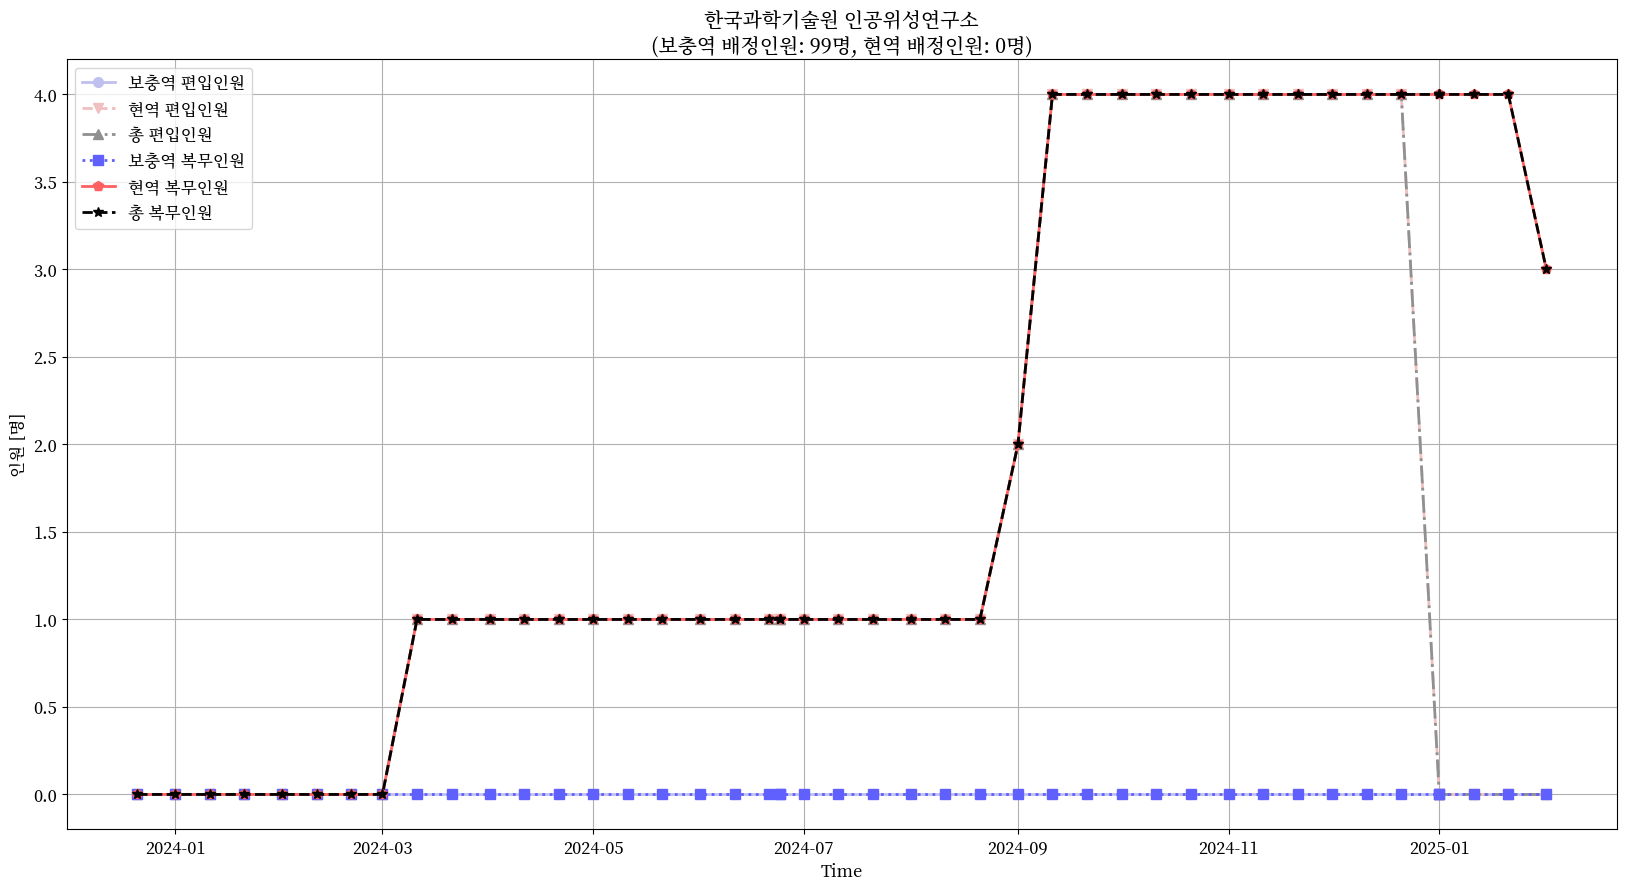 한국과학기술원 인공위성연구소
(보충역 배정인원: 99명, 현역 배정인원: 0명)
보충역 편입인원
현역 편입인원
총 편입인원
보충역 복무인원
현역 복무인원
총 복무인원
4.0
3.5
3.0
2.5
2.0
1.5
1.0
0.5
0.0
인원 [명]
2024-01
2024-03
2024-05
2024-07
2024-09
2024-11
2025-01
Time